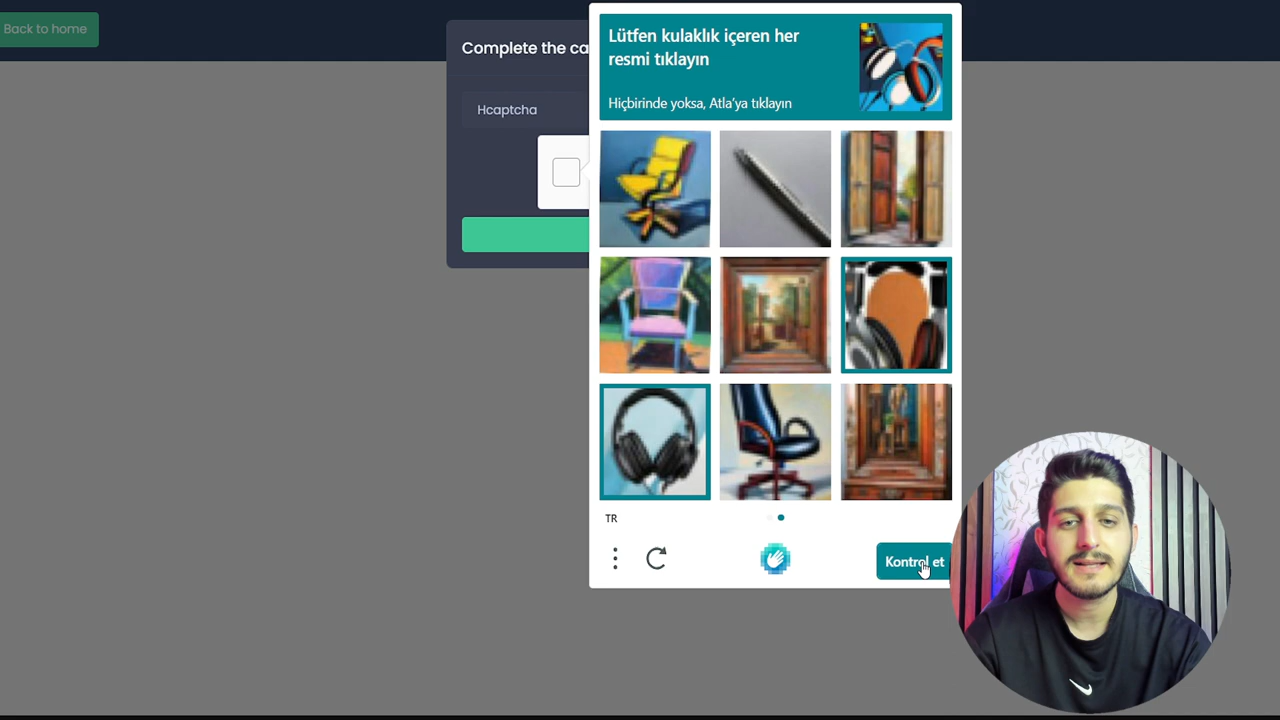 Back to home
Complete the ca
Lütfen kulaklık içeren her
resmi tıklayın
Hiçbirinde yoksa, Atla'ya tıklayın
Hcaptcha
TR
Kontrol et